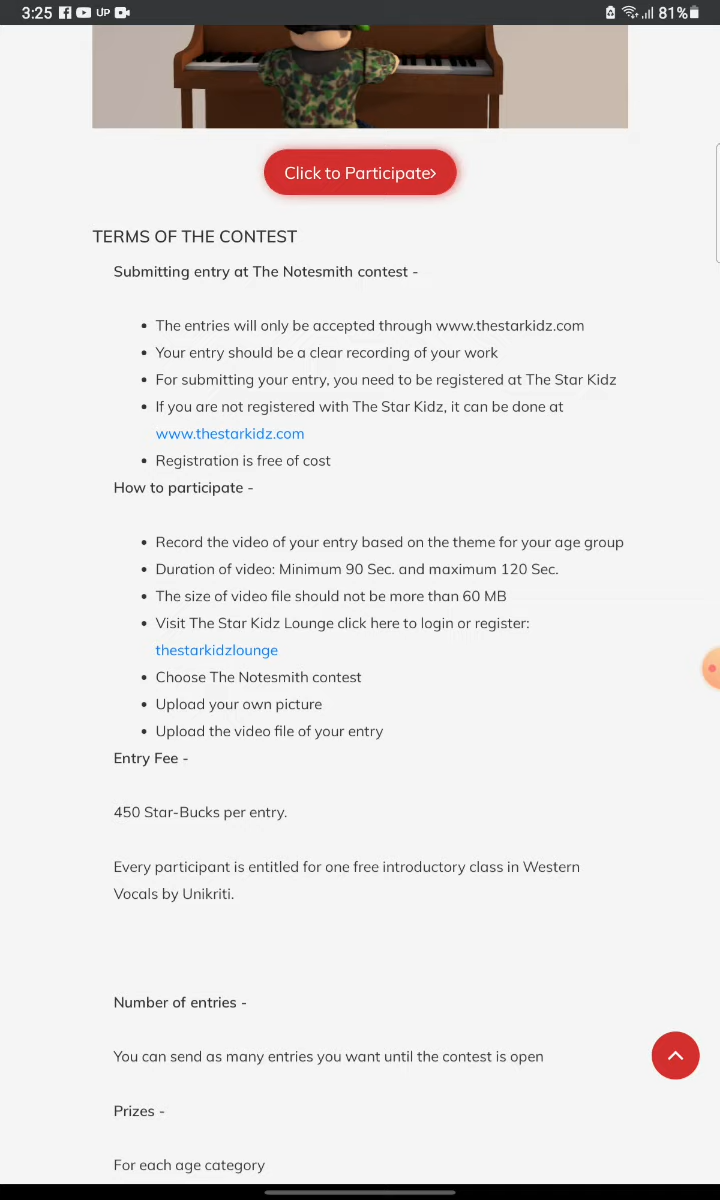 3:25 UP 81%
Click to Participate>
TERMS OF THE CONTEST
Submitting entry at The Notesmith contest -
• The entries will only be accepted through www.thestarkidz.com
• Your entry should be a clear recording of your work
• For submitting your entry, you need to be registered at The Star Kidz
• If you are not registered with The Star Kidz, it can be done at
www.thestarkidz.com
• Registration is free of cost
How to participate -
• Record the video of your entry based on the theme for your age group
• Duration of video: Minimum 90 Sec. and maximum 120 Sec.
• The size of video file should not be more than 60 MB
• Visit The Star Kidz Lounge click here to login or register:
thestarkidzlounge
• Choose The Notesmith contest
• Upload your own picture
• Upload the video file of your entry
Entry Fee -
450 Star-Bucks per entry.
Every participant is entitled for one free introductory class in Western
Vocals by Unikriti.
Number of entries -
You can send as many entries you want until the contest is open
Prizes -
For each age category